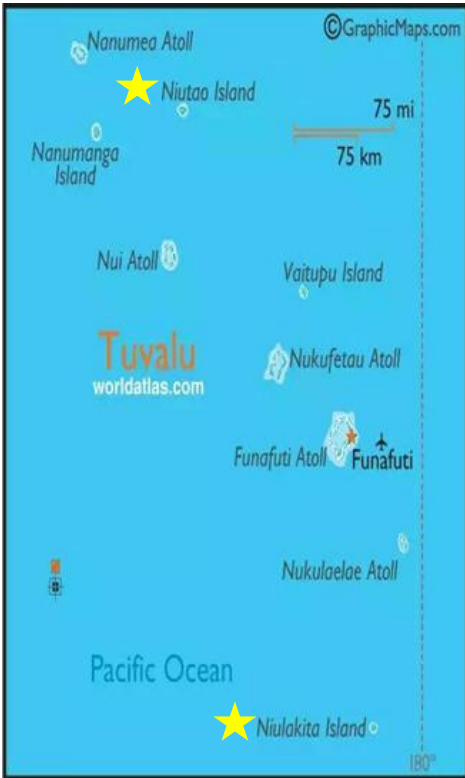 ©GraphicMaps.com
Nanumea Atoll
Niutao Island
75 mi
75 km
Nanumanga
Island
Nui Atoll
Vaitupu Island
Tuvalu
worldatlas.com
Nukufetau Atoll
Funafuti Atoll
Funafuti
Nukulaelae Atoll
Pacific Ocean
Niulakita Island
180°